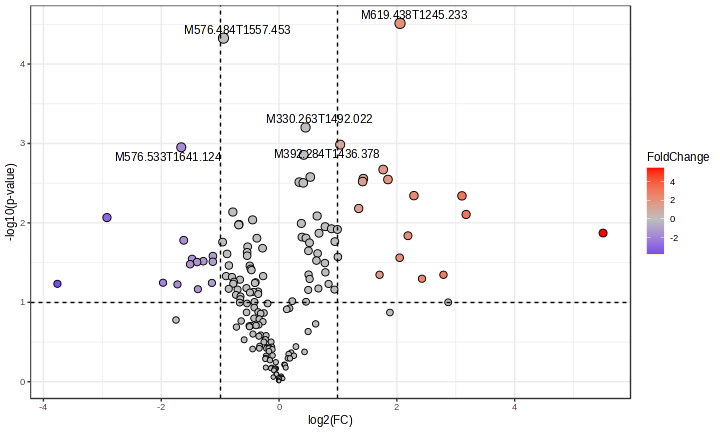 M619.438T1245.233
M576.484T1557.453
M330.263T1492.022
M576.533T1641.124
M392.284T1436.378
-log10(p-value)
4
3
2
1
0
-4
-2
0
2
4
log2(FC)
FoldChange
4
2
0
-2